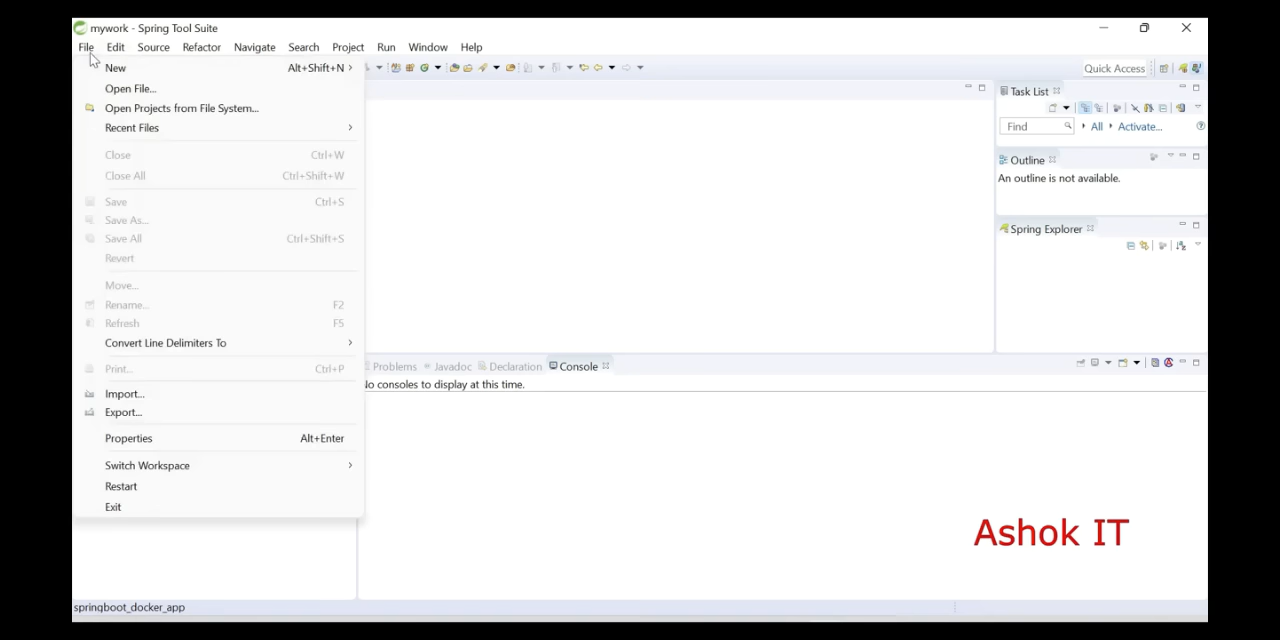 mywork - Spring Tool Suite
File Edit Source Refactor Navigate Search Project Run Window Help
New Alt+Shift+N
Open File...
Open Projects from File System...
Recent Files
Close Ctrl+W
Close All Ctrl+Shift+W
Save Ctrl+S
Save As...
Save All Ctrl+Shift+S
Revert
Move...
Rename... F2
Refresh F5
Convert Line Delimiters To
Print... Ctrl+P
Import...
Export...
Properties Alt+Enter
Switch Workspace
Restart
Exit
Quick Access
Task List
Find All Activate...
Outline
An outline is not available.
Spring Explorer
Problems Javadoc Declaration Console
No consoles to display at this time.
Ashok IT
springboot_docker_app